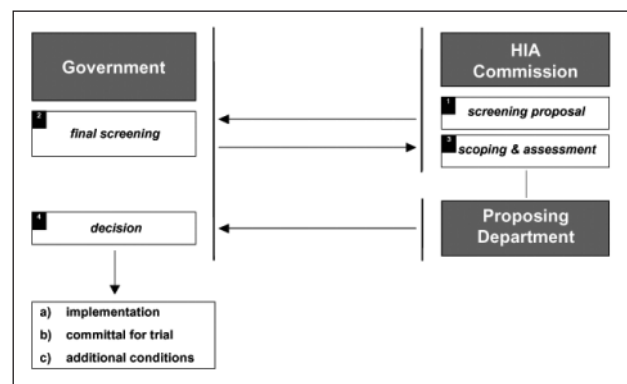 Government
HIA
Commission
1
screening proposal
2
final screening
3
scoping & assessment
4
decision
Proposing
Department
a) implementation
b) committal for trial
c) additional conditions